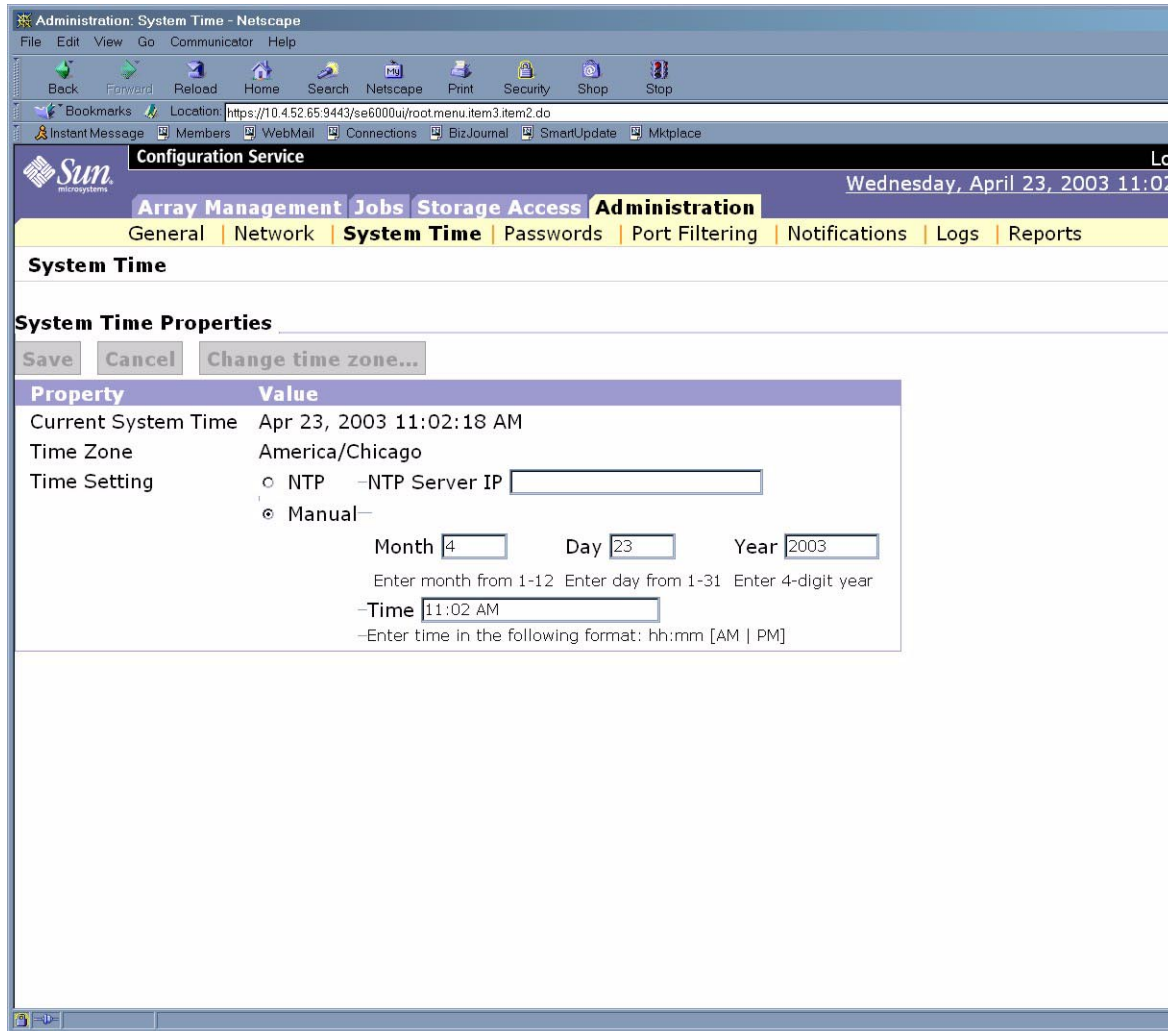 Administration: System Time - Netscape
File Edit View Go Communicator Help
Back Forward Reload Home Search Netscape Print Security Shop Stop
Bookmarks Location: https://10.4.52.65:9443/se6000ui/root.menu.item3.item2.do
Instant Message Members WebMail Connections BizJournal SmartUpdate Mktplace
Sun microsystems
Configuration Service
Wednesday, April 23, 2003 11:02
Array Management Jobs Storage Access Administration
General | Network | System Time | Passwords | Port Filtering | Notifications | Logs | Reports
System Time
System Time Properties
Save Cancel Change time zone...
Property Value
Current System Time Apr 23, 2003 11:02:18 AM
Time Zone America/Chicago
Time Setting NTP NTP Server IP
Manual
Month 4 Day 23 Year 2003
Enter month from 1-12 Enter day from 1-31 Enter 4-digit year
Time 11:02 AM
Enter time in the following format: hh:mm [AM | PM]